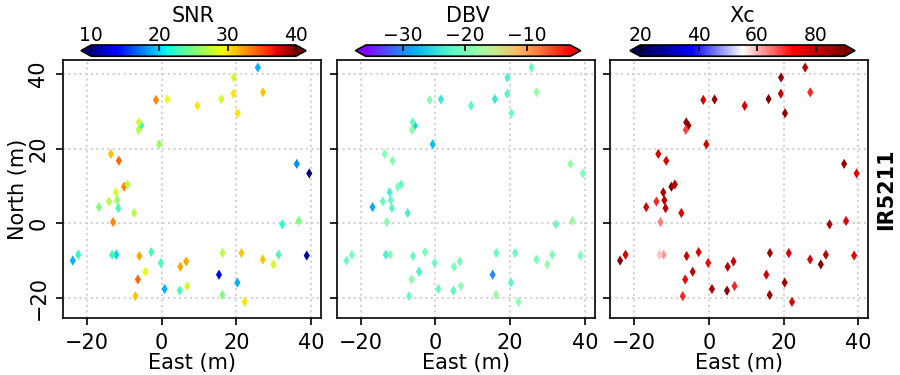 SNR DBV Xc
10 20 30 40 −30 −20 −10 20 40 60 80
40
20
0
−20
North (m)
IR5211
−20 0 20 40 −20 0 20 40 −20 0 20 40
East (m) East (m) East (m)